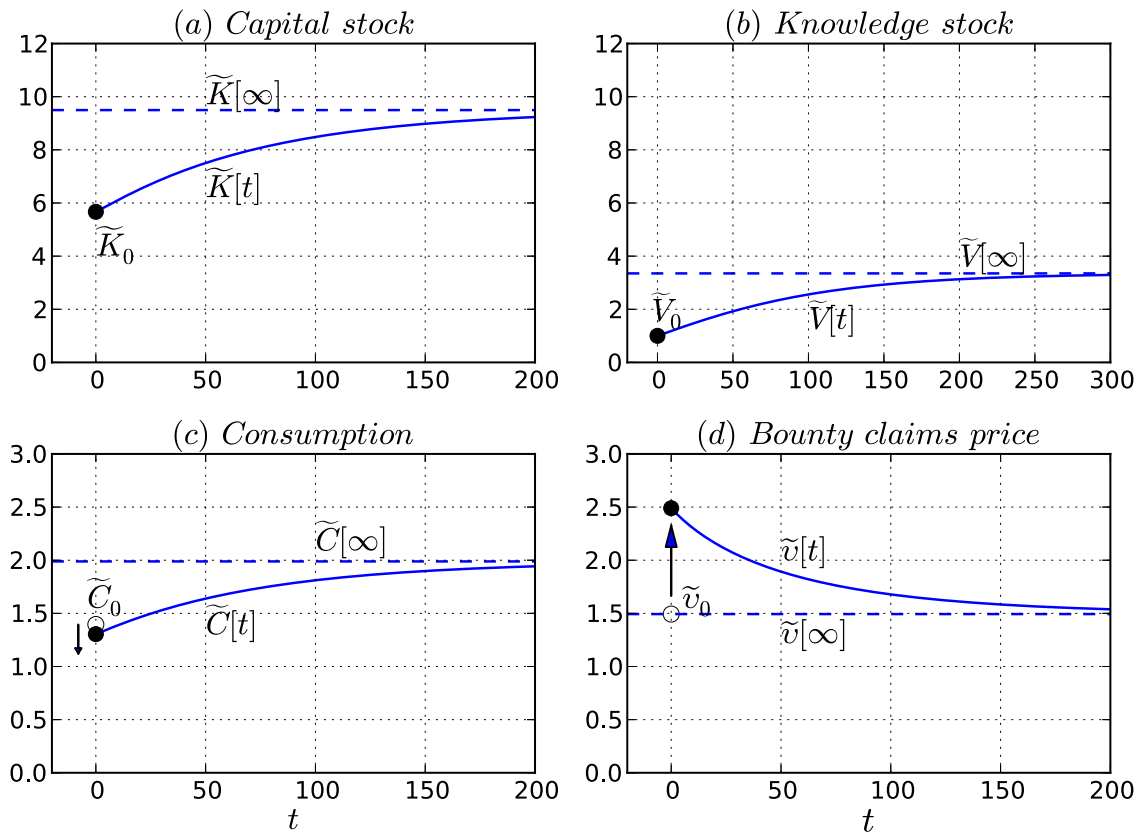 (a) Capital stock
12
10
8
6
4
2
0
K̃[∞]
K̃[t]
K̃₀
0 50 100 150 200
(b) Knowledge stock
12
10
8
6
4
2
0
Ṽ[∞]
Ṽ₀
Ṽ[t]
0 50 100 150 200 250 300
(c) Consumption
3.0
2.5
2.0
1.5
1.0
0.5
0.0
C̃[∞]
C̃₀
C̃[t]
0 50 100 150 200
t
(d) Bounty claims price
3.0
2.5
2.0
1.5
1.0
0.5
0.0
ṽ[t]
ṽ₀
ṽ[∞]
0 50 100 150 200
t